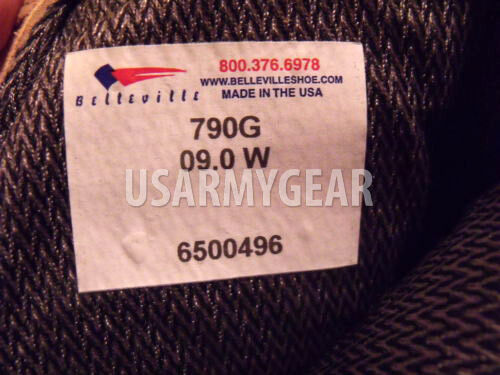 800.376.6978
WWW.BELLEVILLESHOE.COM
Belleville
MADE IN THE USA
790G
09.0 W
USARMYGEAR
6500496